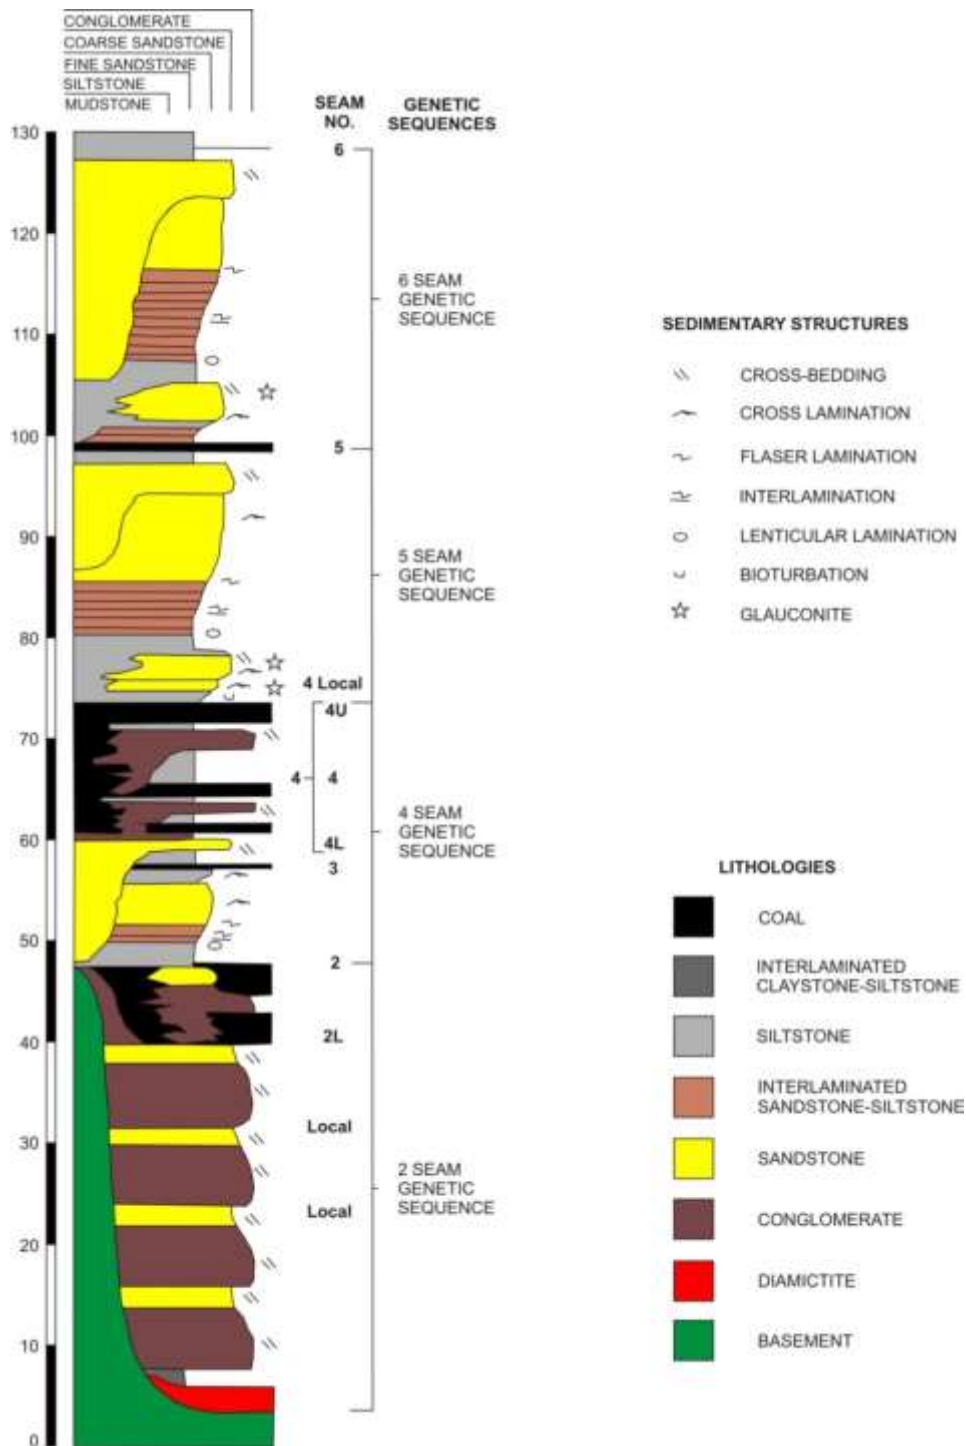 CONGLOMERATE
COARSE SANDSTONE
FINE SANDSTONE
SILTSTONE
MUDSTONE
SEAM
NO.
GENETIC
SEQUENCES
130
120
110
100
90
80
70
60
50
40
30
20
10
0
6
5
4 Local
4U
4
4
4L
3
2
2L
Local
Local
6 SEAM
GENETIC
SEQUENCE
5 SEAM
GENETIC
SEQUENCE
4 SEAM
GENETIC
SEQUENCE
2 SEAM
GENETIC
SEQUENCE
SEDIMENTARY STRUCTURES
CROSS-BEDDING
CROSS LAMINATION
FLASER LAMINATION
INTERLAMINATION
LENTICULAR LAMINATION
BIOTURBATION
GLAUCONITE
LITHOLOGIES
COAL
INTERLAMINATED
CLAYSTONE-SILTSTONE
SILTSTONE
INTERLAMINATED
SANDSTONE-SILTSTONE
SANDSTONE
CONGLOMERATE
DIAMICTITE
BASEMENT